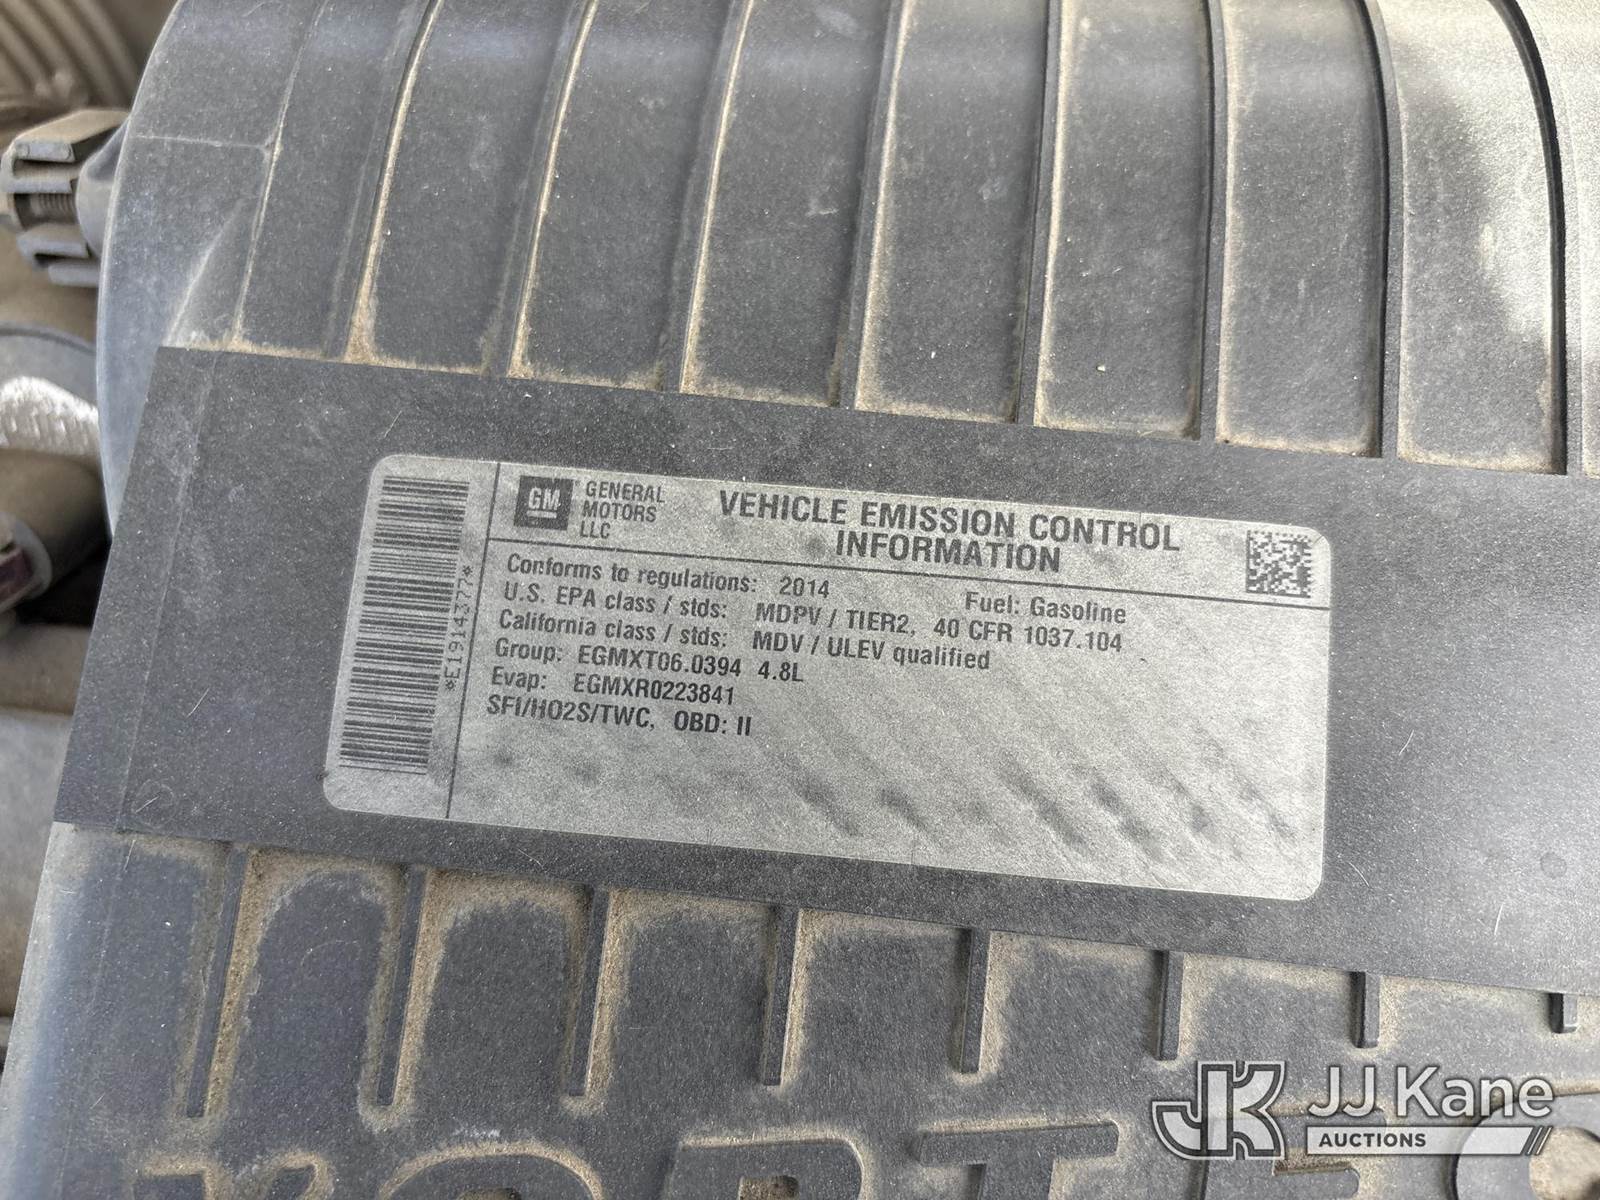 GM
GENERAL
MOTORS
LLC
VEHICLE EMISSION CONTROL
INFORMATION
Conforms to regulations: 2014 Fuel: Gasoline
U.S. EPA class / stds: MDPV / TIER2, 40 CFR 1037.104
California class / stds: MDV / ULEV qualified
Group: EGMXT06.0394 4.8L
Evap: EGMXR0223841
SFI/HO2S/TWC, OBD: II
*E1914377*
JK JJ Kane
AUCTIONS